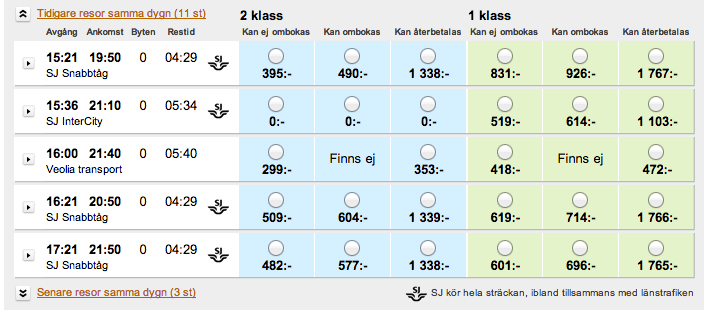 Tidigare resor samma dygn (11 st) 2 klass 1 klass
Avgång Ankomst Byten Restid Kan ej ombokas Kan ombokas Kan återbetalas Kan ej ombokas Kan ombokas Kan återbetalas
15:21 19:50 0 04:29 SJ
SJ Snabbtåg 395:- 490:- 1 338:- 831:- 926:- 1 767:-
15:36 21:10 0 05:34 SJ
SJ InterCity 0:- 0:- 0:- 519:- 614:- 1 103:-
16:00 21:40 0 05:40 Finns ej Finns ej
Veolia transport 299:- 353:- 418:- 472:-
16:21 20:50 0 04:29 SJ
SJ Snabbtåg 509:- 604:- 1 339:- 619:- 714:- 1 766:-
17:21 21:50 0 04:29 SJ
SJ Snabbtåg 482:- 577:- 1 338:- 601:- 696:- 1 765:-
Senare resor samma dygn (3 st) SJ SJ kör hela sträckan, ibland tillsammans med länstrafiken